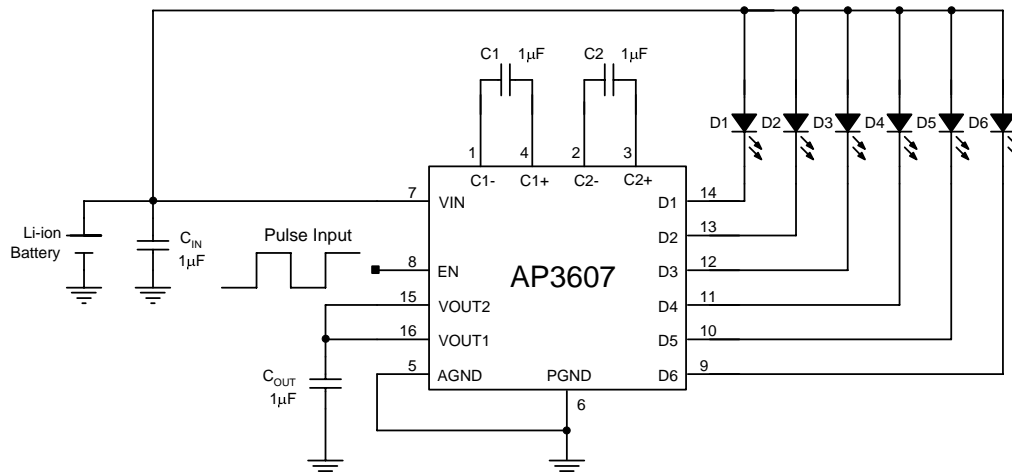 C1 1μF C2 1μF
D1 D2 D3 D4 D5 D6
1 4 2 3
C1- C1+ C2- C2+
7 VIN D1 14
Li-ion
Battery
C_IN
1μF
Pulse Input
D2 13
8 EN D3 12
AP3607
15 VOUT2 D4 11
16 VOUT1 D5 10
5 AGND PGND D6 9
C_OUT
1μF
6